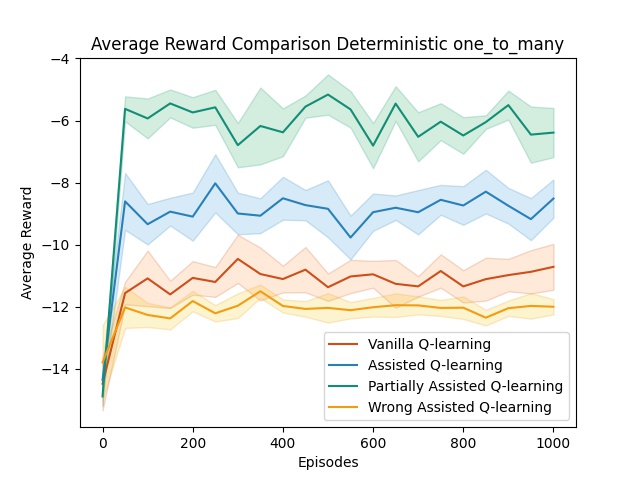 Average Reward Comparison Deterministic one_to_many
−4
−6
−8
−10
−12
−14
Average Reward
0
200
400
600
800
1000
Episodes
Vanilla Q-learning
Assisted Q-learning
Partially Assisted Q-learning
Wrong Assisted Q-learning